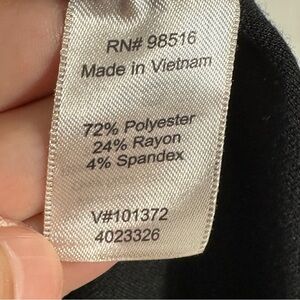 RN# 98516
Made in Vietnam
72% Polyester
24% Rayon
4% Spandex
V#101372
4023326